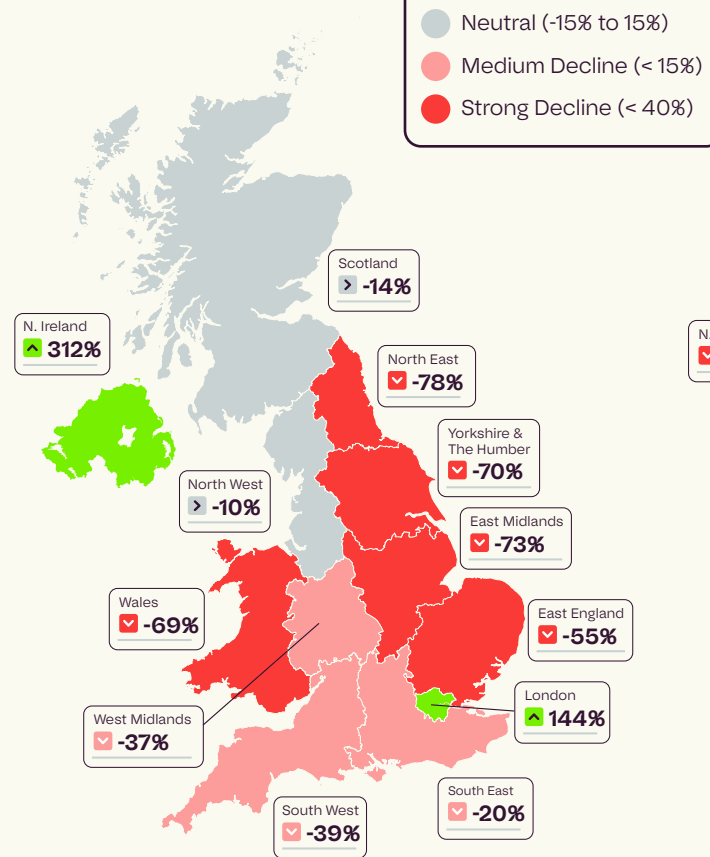 Neutral (-15% to 15%)
Medium Decline (< 15%)
Strong Decline (< 40%)
Scotland
-14%
N. Ireland
312%
N.
North East
-78%
Yorkshire &
The Humber
-70%
North West
-10%
East Midlands
-73%
Wales
-69%
East England
-55%
London
144%
West Midlands
-37%
South East
-20%
South West
-39%